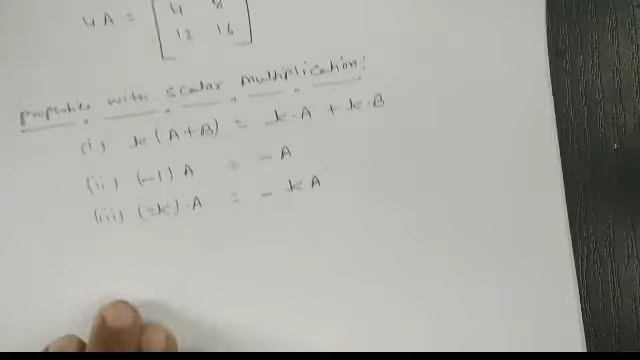 4A = [ 4 8
12 16 ]
Properties with scalar multiplication:
(i) k(A+B) = k.A + k.B
(ii) (-1) A = - A
(iii) (-k).A = - kA